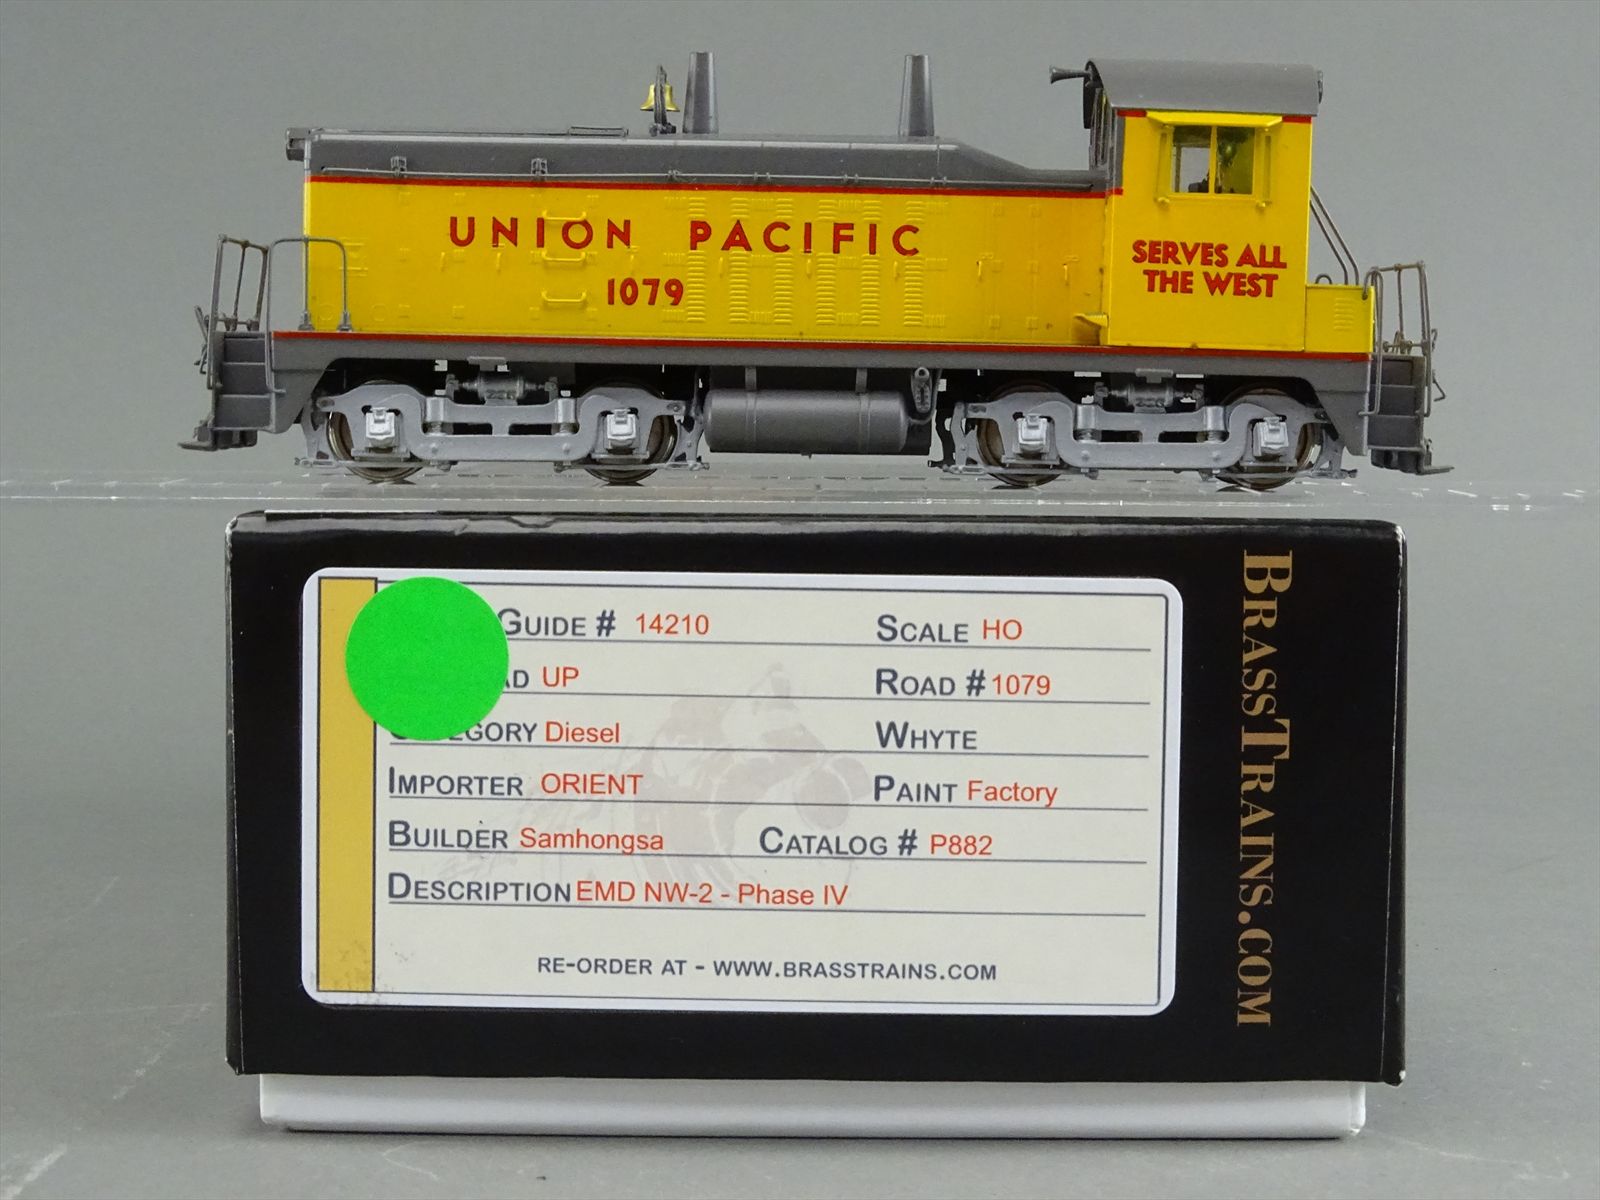 UNION PACIFIC
1079
SERVES ALL
THE WEST
GUIDE # 14210 SCALE HO
UP ROAD # 1079
Diesel WHYTE
IMPORTER ORIENT PAINT Factory
BUILDER Samhongsa CATALOG # P882
DESCRIPTION EMD NW-2 - Phase IV
RE-ORDER AT - WWW.BRASSTRAINS.COM
BRASSTRAINS.COM